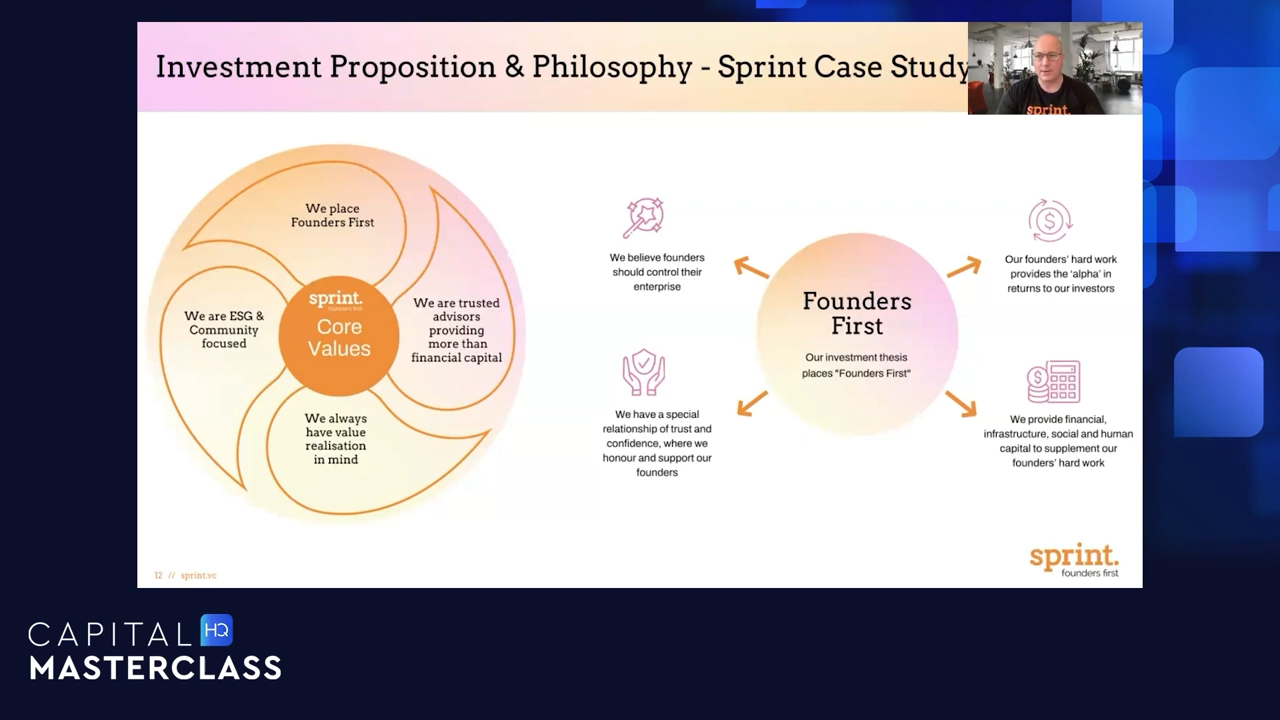 Investment Proposition & Philosophy - Sprint Case Study
sprint.
We place
Founders First
We are ESG &
Community
focused
sprint.
founders first
Core
Values
We are trusted
advisors
providing
more than
financial capital
We always
have value
realisation
in mind
We believe founders
should control their
enterprise
We have a special
relationship of trust and
confidence, where we
honour and support our
founders
Founders
First
Our investment thesis
places "Founders First"
Our founders’ hard work
provides the ‘alpha’ in
returns to our investors
We provide financial,
infrastructure, social and human
capital to supplement our
founders’ hard work
12 // sprint.vc
sprint.
founders first
CAPITAL HQ
MASTERCLASS